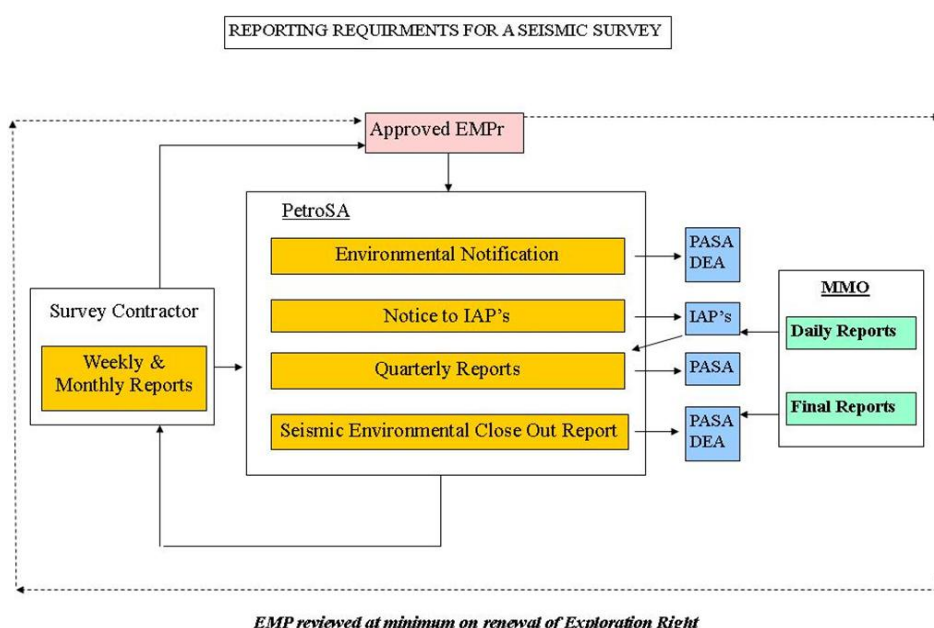 REPORTING REQUIRMENTS FOR A SEISMIC SURVEY
Approved EMPr
PetroSA
Environmental Notification
PASA
DEA
MMO
Survey Contractor
Notice to IAP's
IAP's
Daily Reports
Weekly &
Monthly Reports
Quarterly Reports
PASA
Final Reports
Seismic Environmental Close Out Report
PASA
DEA
EMP reviewed at minimum on renewal of Exploration Right